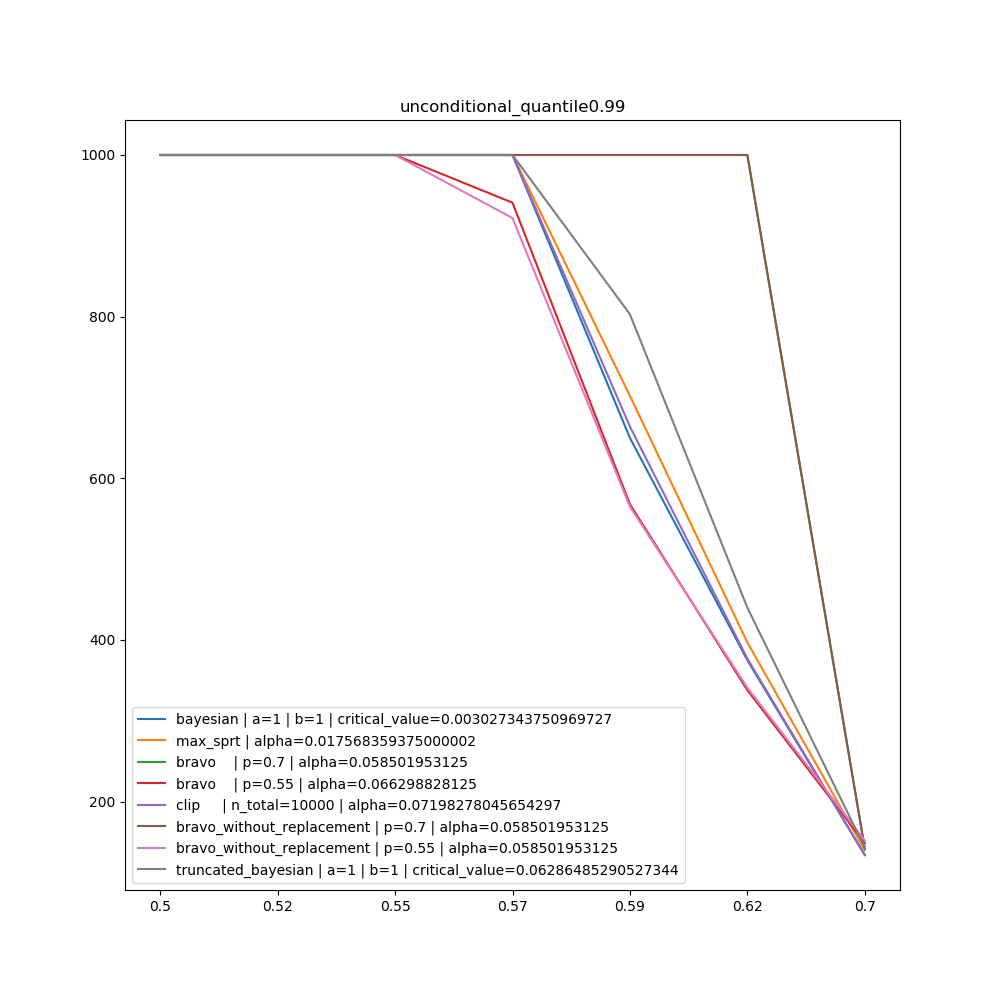 unconditional_quantile0.99
1000
800
600
400
200
bayesian | a=1 | b=1 | critical_value=0.003027343750969727
max_sprt | alpha=0.017568359375000002
bravo    | p=0.7 | alpha=0.058501953125
bravo    | p=0.55 | alpha=0.066298828125
clip     | n_total=10000 | alpha=0.07198278045654297
bravo_without_replacement | p=0.7 | alpha=0.058501953125
bravo_without_replacement | p=0.55 | alpha=0.058501953125
truncated_bayesian | a=1 | b=1 | critical_value=0.06286485290527344
0.5 0.52 0.55 0.57 0.59 0.62 0.7